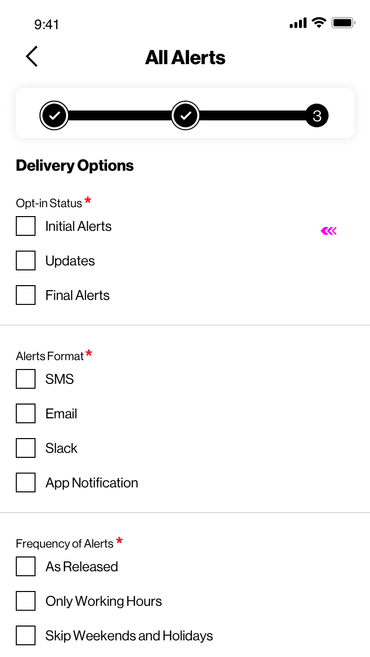 9:41
All Alerts
3
Delivery Options
Opt-in Status*
Initial Alerts
Updates
Final Alerts
Alerts Format*
SMS
Email
Slack
App Notification
Frequency of Alerts *
As Released
Only Working Hours
Skip Weekends and Holidays